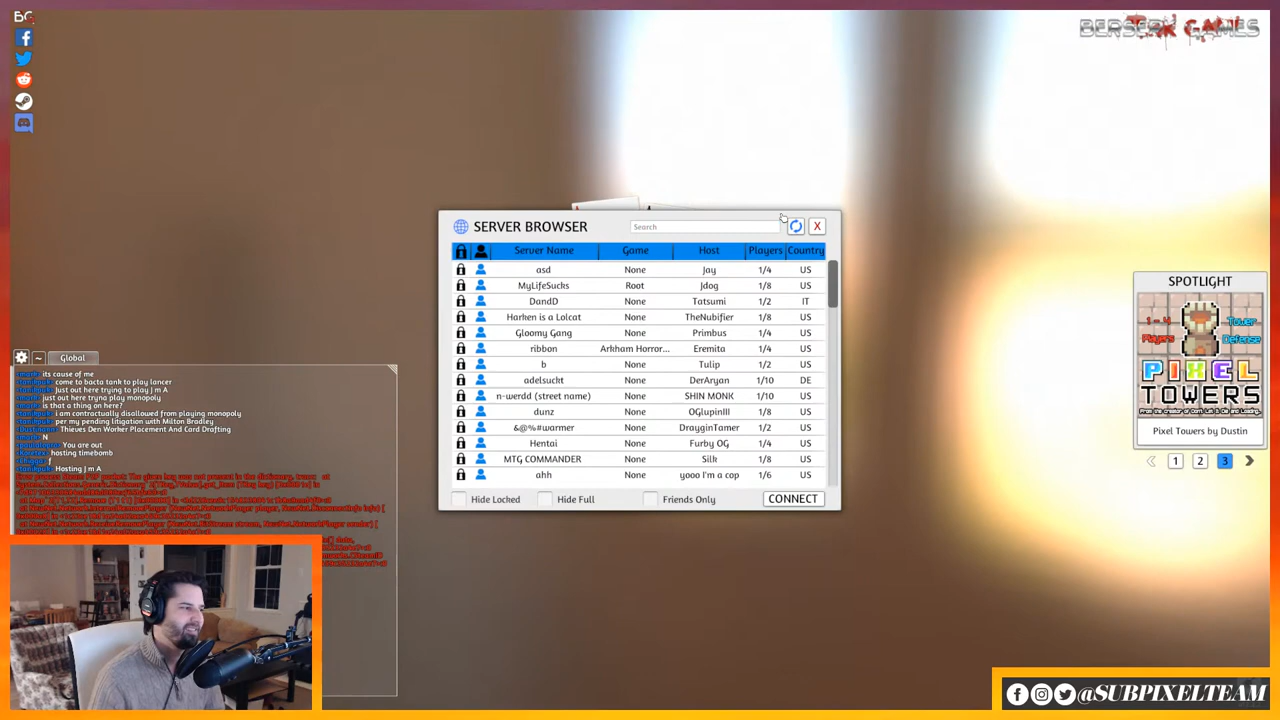 BERSERK GAMES
SERVER BROWSER
Search
X
Server Name Game Host Players Country
asd None Jay 1/4 US
MyLifeSucks Root Jdog 1/8 US
DandD None Tatsumi 1/2 IT
Harken is a Lolcat None TheNubifier 1/8 US
Gloomy Gang None Primbus 1/4 US
ribbon Arkham Horror... Eremita 1/4 US
b None Tulip 1/2 US
adelsuckt None DerAryan 1/10 DE
n-werdd (street name) None SHIN MONK 1/10 US
dunz None OGlupinIII 1/8 US
&@%#warmer None DrayginTamer 1/2 US
Hentai None Furby OG 1/4 US
MTG COMMANDER None Silk 1/8 US
ahh None yooo I'm a cop 1/6 US
Hide Locked Hide Full Friends Only CONNECT
SPOTLIGHT
1 - 4
Players
Tower
Defense
PIXEL
TOWERS
Pixel Towers by Dustin
1 2 3
~ Global
its cause of me
come to bacta tank to play lancer
just out here trying to play J m A
just out here tryna play monopoly
is that a thing on here?
i am contractually disallowed from playing monopoly
per my pending litigation with Milton Bradley
Thieves Den Worker Placement And Card Drafting
N
You are out
hosting timebomb
Hosting J m A
@SUBPIXELTEAM